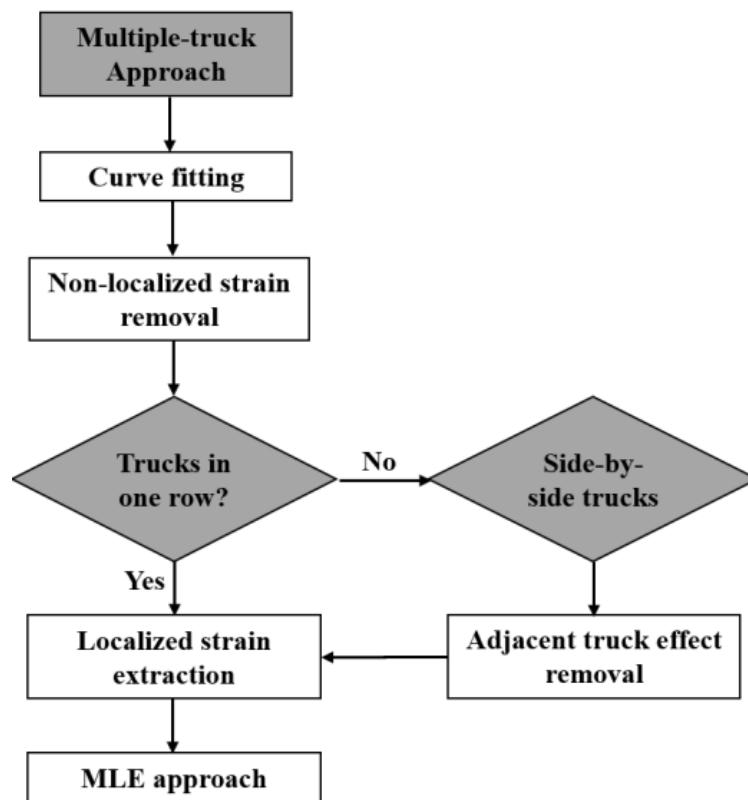 Multiple-truck
Approach
Curve fitting
Non-localized strain
removal
Trucks in
one row?
No
Side-by-
side trucks
Yes
Localized strain
extraction
Adjacent truck effect
removal
MLE approach